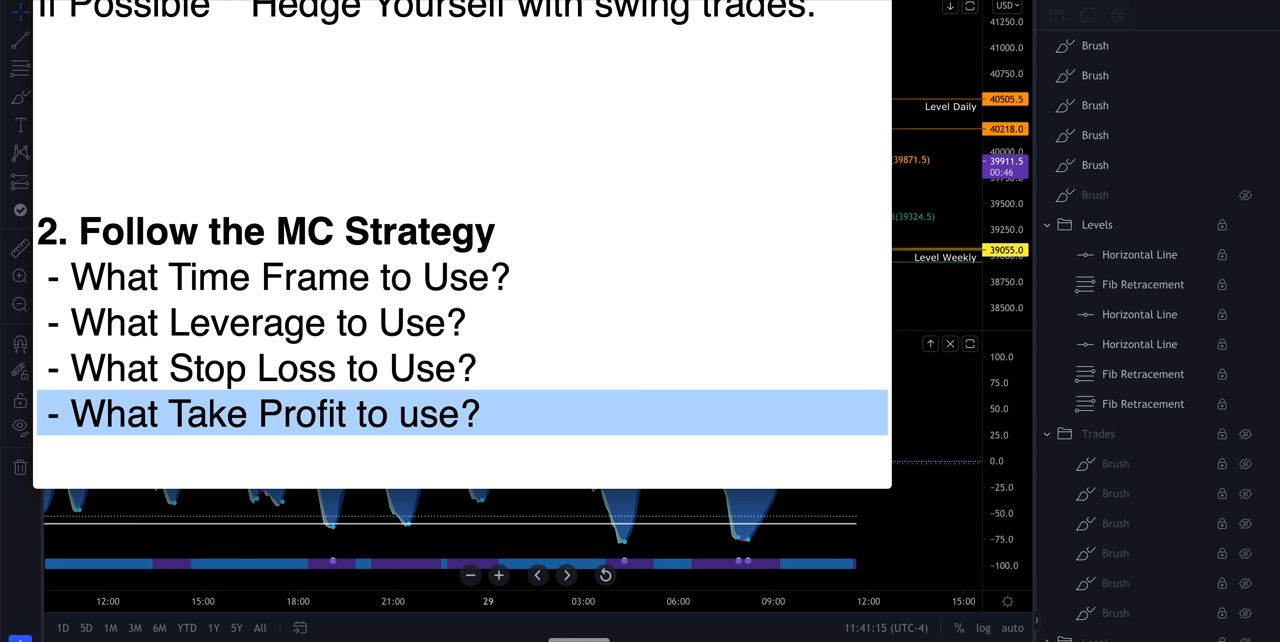 If Possible "Hedge Yourself with swing trades.
2. Follow the MC Strategy
- What Time Frame to Use?
- What Leverage to Use?
- What Stop Loss to Use?
- What Take Profit to use?
USD
41250.0
41000.0
40750.0
Level Daily
40505.5
40218.0
40000.0
(39871.5)
39911.5
00:46
39750.0
39500.0
(39324.5)
39250.0
39055.0
Level Weekly
38750.0
38500.0
100.0
75.0
50.0
25.0
0.0
-25.0
-50.0
-75.0
-100.0
12:00
15:00
18:00
21:00
29
03:00
06:00
09:00
12:00
15:00
1D
5D
1M
3M
6M
YTD
1Y
5Y
All
11:41:15 (UTC-4)
%
log
auto
Brush
Brush
Brush
Brush
Brush
Brush
Levels
Horizontal Line
Fib Retracement
Horizontal Line
Horizontal Line
Fib Retracement
Fib Retracement
Trades
Brush
Brush
Brush
Brush
Brush
Brush